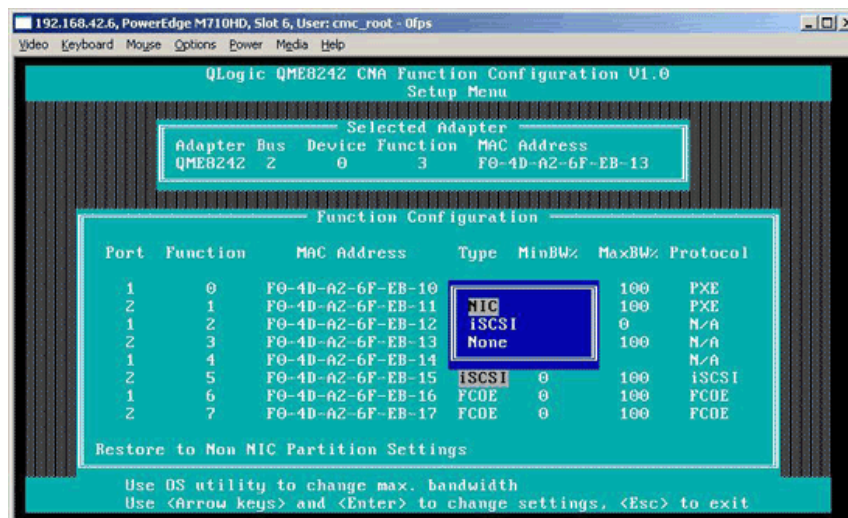 192.168.42.6, PowerEdge M710HD, Slot 6, User: cmc_root - 0fps
Video Keyboard Mouse Options Power Media Help
QLogic QME8242 CNA Function Configuration V1.0
Setup Menu
Selected Adapter
Adapter Bus Device Function MAC Address
QME8242 2 0 3 F0-4D-A2-6F-EB-13
Function Configuration
Port Function MAC Address Type MinBW% MaxBW% Protocol
1 0 F0-4D-A2-6F-EB-10 100 PXE
2 1 F0-4D-A2-6F-EB-11 NIC 100 PXE
1 2 F0-4D-A2-6F-EB-12 iSCSI 0 N/A
2 3 F0-4D-A2-6F-EB-13 None 100 N/A
1 4 F0-4D-A2-6F-EB-14 N/A
2 5 F0-4D-A2-6F-EB-15 iSCSI 0 100 iSCSI
1 6 F0-4D-A2-6F-EB-16 FCOE 0 100 FCOE
2 7 F0-4D-A2-6F-EB-17 FCOE 0 100 FCOE
Restore to Non NIC Partition Settings
Use OS utility to change max. bandwidth
Use <Arrow keys> and <Enter> to change settings, <Esc> to exit